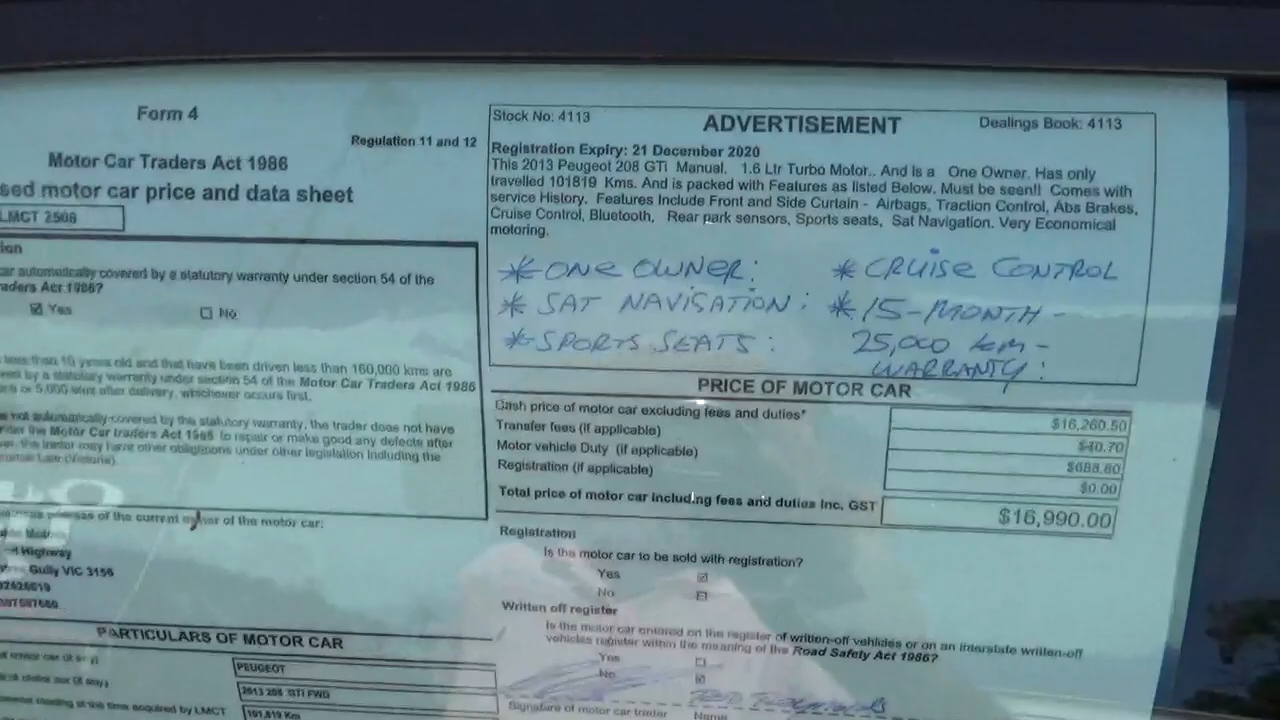 Form 4
Regulation 11 and 12
Motor Car Traders Act 1986
sed motor car price and data sheet
LMCT 2508
ion
car automatically covered by a statutory warranty under section 54 of the
aders Act 1986?
Yes
No
less than 10 years old and that have been driven less than 160,000 kms are
by a statutory warranty under section 54 of the Motor Car Traders Act 1986
or 5,000 kms after delivery, whichever occurs first.
not automatically covered by the statutory warranty, the trader does not have
under the Motor Car traders Act 1986 to repair or make good any defects after
the trader may have other obligations under other legislation including the
of the current owner of the motor car:
Highway
Gully VIC 3156
PARTICULARS OF MOTOR CAR
PEUGEOT
2013 208 GTi FWD
at the time acquired by LMCT
101,819 Km
Stock No: 4113
ADVERTISEMENT
Dealings Book: 4113
Registration Expiry: 21 December 2020
This 2013 Peugeot 208 GTi Manual. 1.6 Ltr Turbo Motor.. And Is a One Owner. Has only
travelled 101819 Kms. And is packed with Features as listed Below. Must be seen!! Comes with
service History. Features Include Front and Side Curtain - Airbags, Traction Control, Abs Brakes,
Cruise Control, Bluetooth, Rear park sensors, Sports seats, Sat Navigation. Very Economical
motoring.
* ONE OWNER: * CRUISE CONTROL
* SAT NAVISATION: * 15-MONTH -
* SPORTS SEATS: 25,000 km -
WARRANTY:
PRICE OF MOTOR CAR
Cash price of motor car excluding fees and duties* $16,260.50
Transfer fees (if applicable) $40.70
Motor vehicle Duty (if applicable) $688.80
Registration (if applicable) $0.00
Total price of motor car including fees and duties Inc. GST $16,990.00
Registration
Is the motor car to be sold with registration?
Yes
No
Written off register
Is the motor car entered on the register of written-off vehicles or on an interstate written-off
vehicles register within the meaning of the Road Safety Act 1986?
Yes
No
Signature of motor car trader
Name